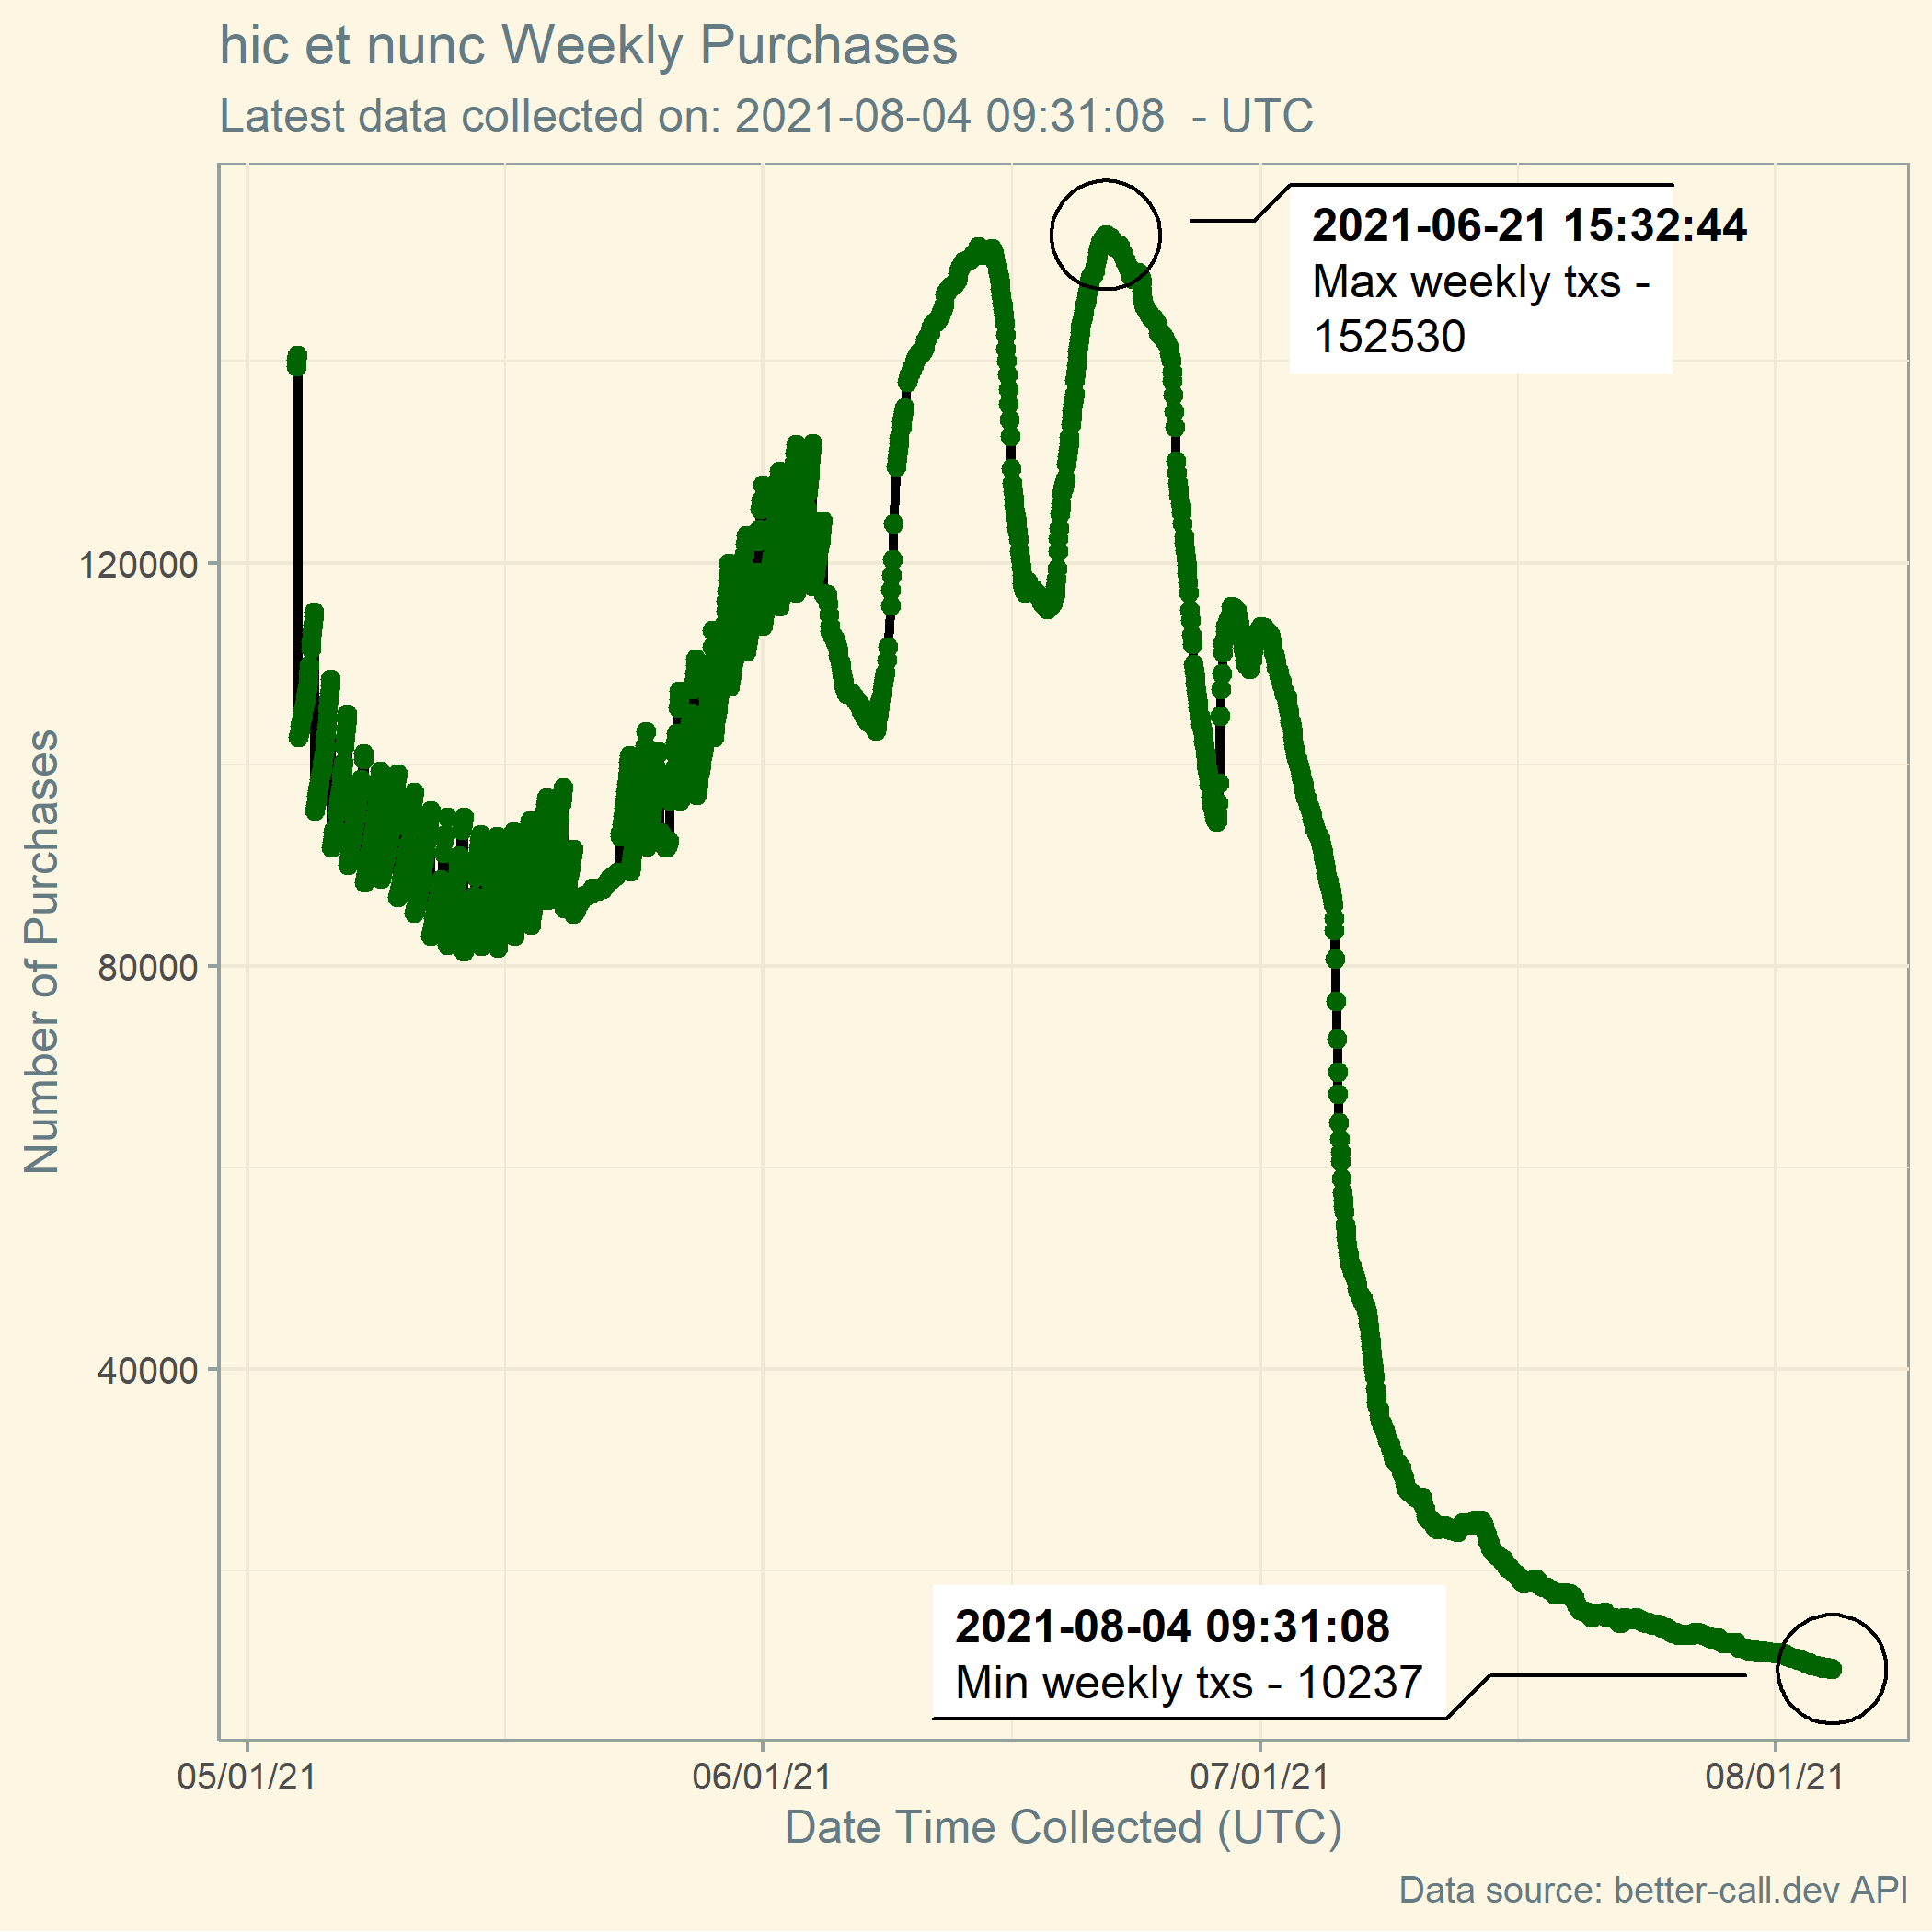 hic et nunc Weekly Purchases
Latest data collected on: 2021-08-04 09:31:08  - UTC
2021-06-21 15:32:44
Max weekly txs -
152530
120000
80000
40000
Number of Purchases
2021-08-04 09:31:08
Min weekly txs - 10237
05/01/21 06/01/21 07/01/21 08/01/21
Date Time Collected (UTC)
Data source: better-call.dev API